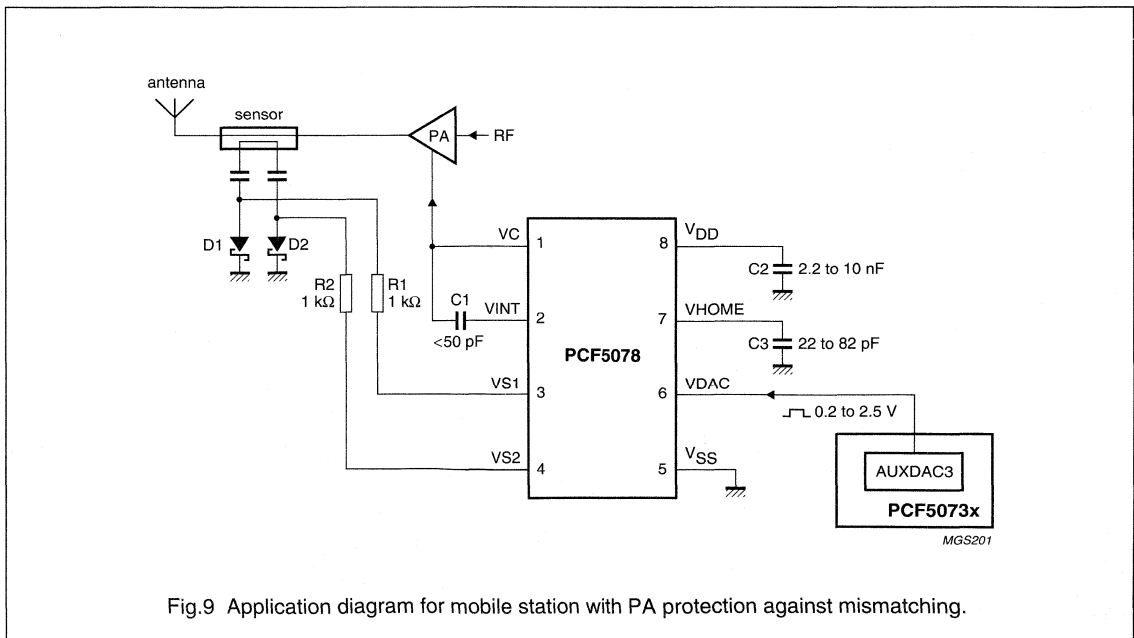 antenna
sensor
PA
RF
D1
D2
R2
1 kΩ
R1
1 kΩ
C1
<50 pF
VC
1
VINT
2
VS1
3
VS2
4
PCF5078
8
VDD
C2
2.2 to 10 nF
7
VHOME
C3
22 to 82 pF
6
VDAC
0.2 to 2.5 V
5
VSS
AUXDAC3
PCF5073x
MGS201
Fig.9 Application diagram for mobile station with PA protection against mismatching.